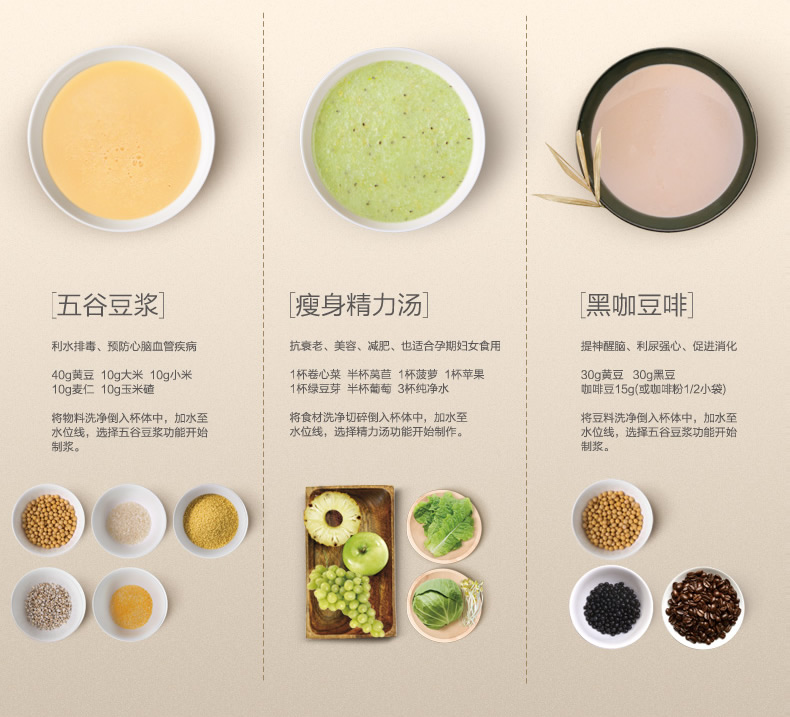 [五谷豆浆]
利水排毒、预防心脑血管疾病
40g黄豆 10g大米 10g小米
10g麦仁 10g玉米碴
将物料洗净倒入杯体中，加水至
水位线，选择五谷豆浆功能开始
制浆。
[瘦身精力汤]
抗衰老、美容、减肥、也适合孕期妇女食用
1杯卷心菜 半杯莴苣 1杯菠萝 1杯苹果
1杯绿豆芽 半杯葡萄 3杯纯净水
将食材洗净切碎倒入杯体中，加水至
水位线，选择精力汤功能开始制作。
[黑咖豆啡]
提神醒脑、利尿强心、促进消化
30g黄豆 30g黑豆
咖啡豆15g(或咖啡粉1/2小袋)
将豆料洗净倒入杯体中，加水至
水位线，选择五谷豆浆功能开始
制浆。